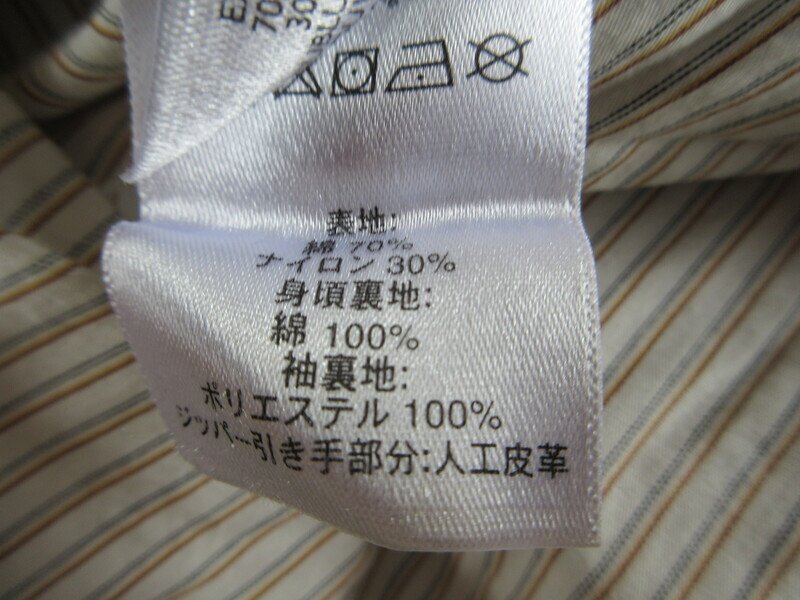 表地:
綿 70%
ナイロン 30%
身頃裏地:
綿 100%
袖裏地:
ポリエステル 100%
ジッパー引き手部分:人工皮革